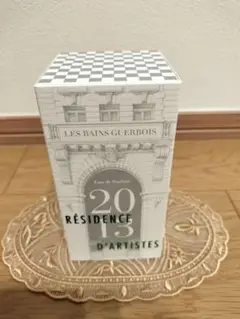 LES BAINS GUERBOIS
Eau de Parfum
20
RÉSIDENCE
13
D'ARTISTES